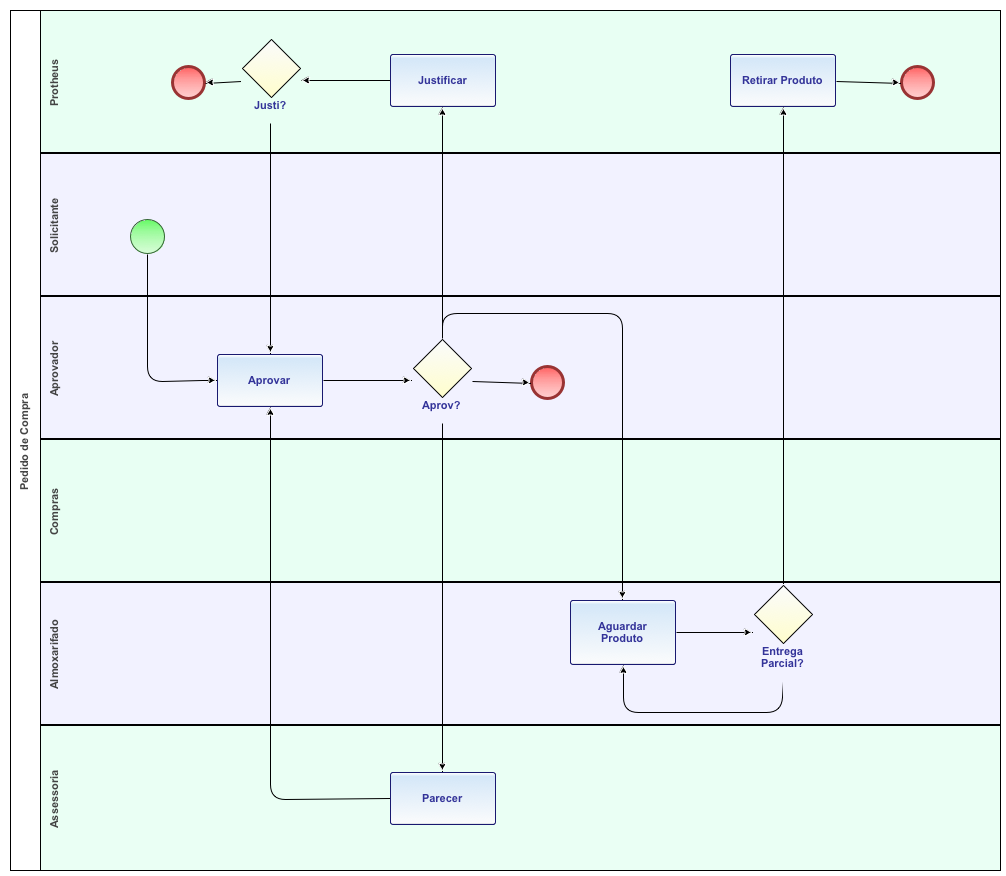 Pedido de Compra
Protheus
Justi?
Justificar
Retirar Produto
Solicitante
Aprovador
Aprovar
Aprov?
Compras
Almoxarifado
Aguardar
Produto
Entrega
Parcial?
Assessoria
Parecer